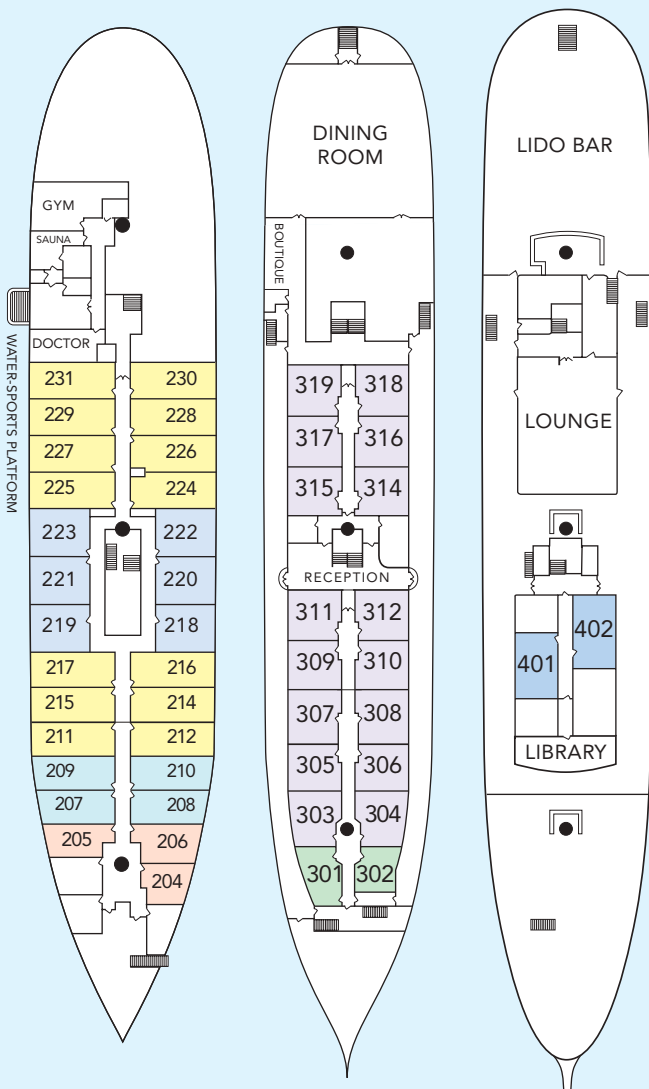 GYM
SAUNA
DOCTOR
WATER-SPORTS PLATFORM
231 230
229 228
227 226
225 224
223 222
221 220
219 218
217 216
215 214
211 212
209 210
207 208
205 206
204
DINING
ROOM
BOUTIQUE
319 318
317 316
315 314
RECEPTION
311 312
309 310
307 308
305 306
303 304
301 302
LIDO BAR
LOUNGE
402
401
LIBRARY